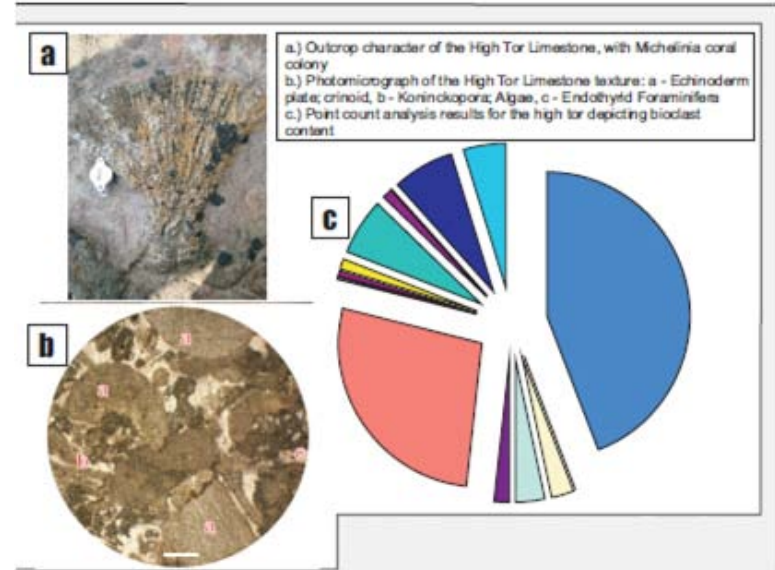 a
a.) Outcrop character of the High Tor Limestone, with Michelinia coral
colony
b.) Photomicrograph of the High Tor Limestone texture: a - Echinoderm
plate; crinoid, b - Koninckopora; Algae, c - Endothyrid Foraminifera
c.) Point count analysis results for the high tor depicting bioclast
content
c
b
a
a
b
c
a